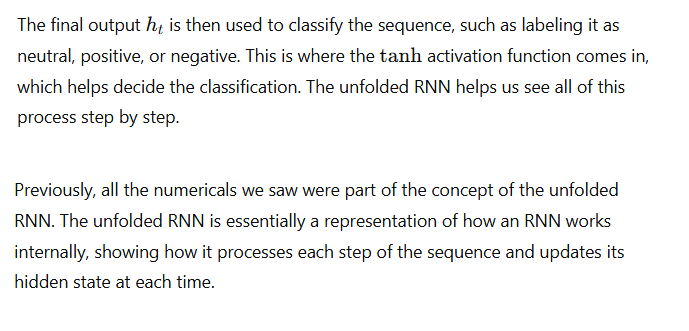 The final output hₜ is then used to classify the sequence, such as labeling it as
neutral, positive, or negative. This is where the tanh activation function comes in,
which helps decide the classification. The unfolded RNN helps us see all of this
process step by step.
Previously, all the numericals we saw were part of the concept of the unfolded
RNN. The unfolded RNN is essentially a representation of how an RNN works
internally, showing how it processes each step of the sequence and updates its
hidden state at each time.